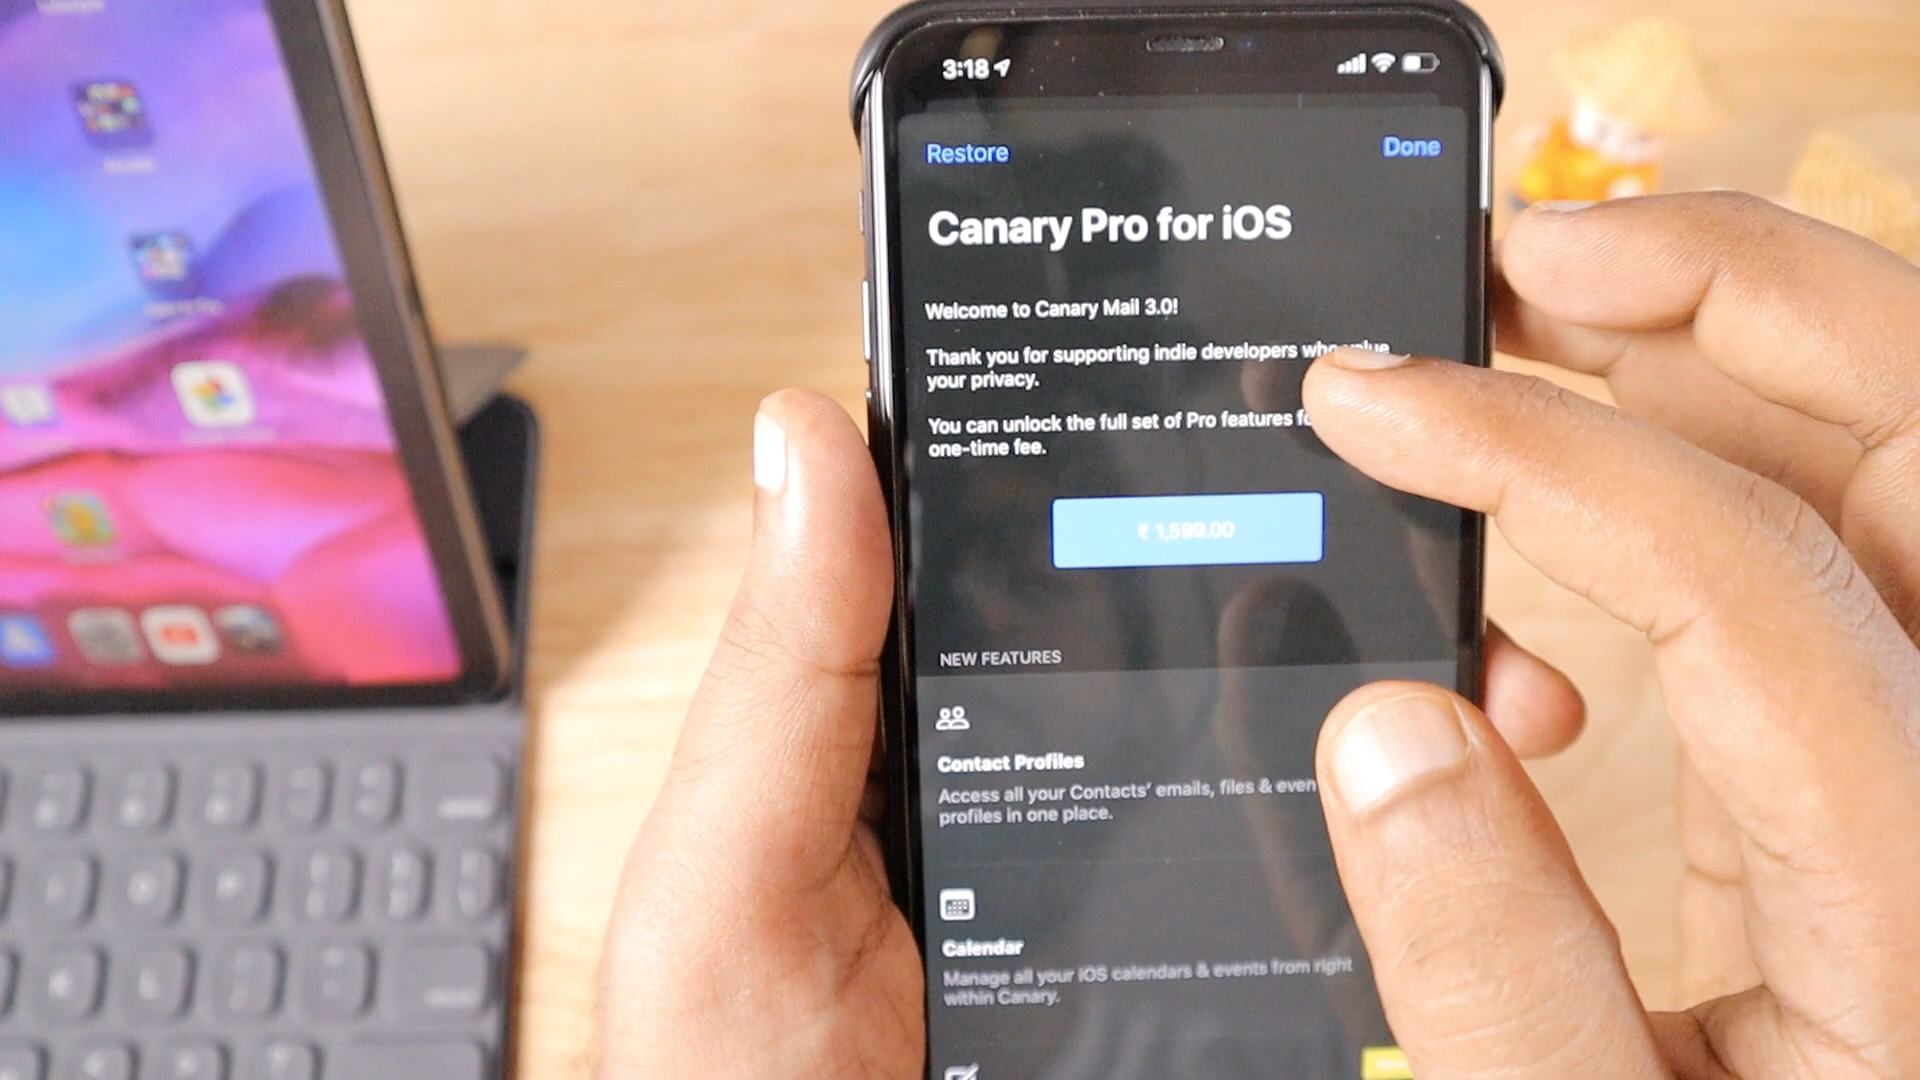 3:18
Restore
Done
Canary Pro for iOS
Welcome to Canary Mail 3.0!
Thank you for supporting indie developers who value
your privacy.
You can unlock the full set of Pro features
one-time fee.
₹ 1,599.00
NEW FEATURES
Contact Profiles
Access all your Contacts' emails, files &
profiles in one place.
Calendar
Manage all your iOS calendars & events from right
within Canary.